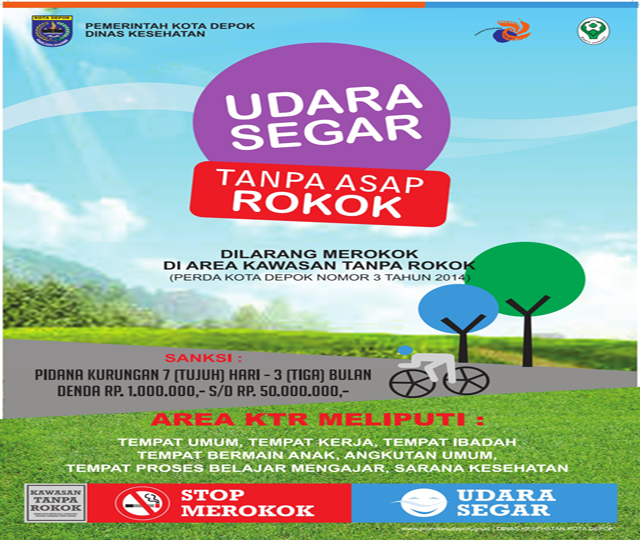 KOTA DEPOK
PEMERINTAH KOTA DEPOK
DINAS KESEHATAN
UDARA
SEGAR
TANPA ASAP
ROKOK
DILARANG MEROKOK
DI AREA KAWASAN TANPA ROKOK
(PERDA KOTA DEPOK NOMOR 3 TAHUN 2014)
SANKSI :
PIDANA KURUNGAN 7 (TUJUH) HARI - 3 (TIGA) BULAN
DENDA RP. 1.000.000,- S/D RP. 50.000.000,-
AREA KTR MELIPUTI :
TEMPAT UMUM, TEMPAT KERJA, TEMPAT IBADAH
TEMPAT BERMAIN ANAK, ANGKUTAN UMUM,
TEMPAT PROSES BELAJAR MENGAJAR, SARANA KESEHATAN
KAWASAN
TANPA
ROKOK
STOP
MEROKOK
UDARA
SEGAR
DINAS KESEHATAN KOTA DEPOK